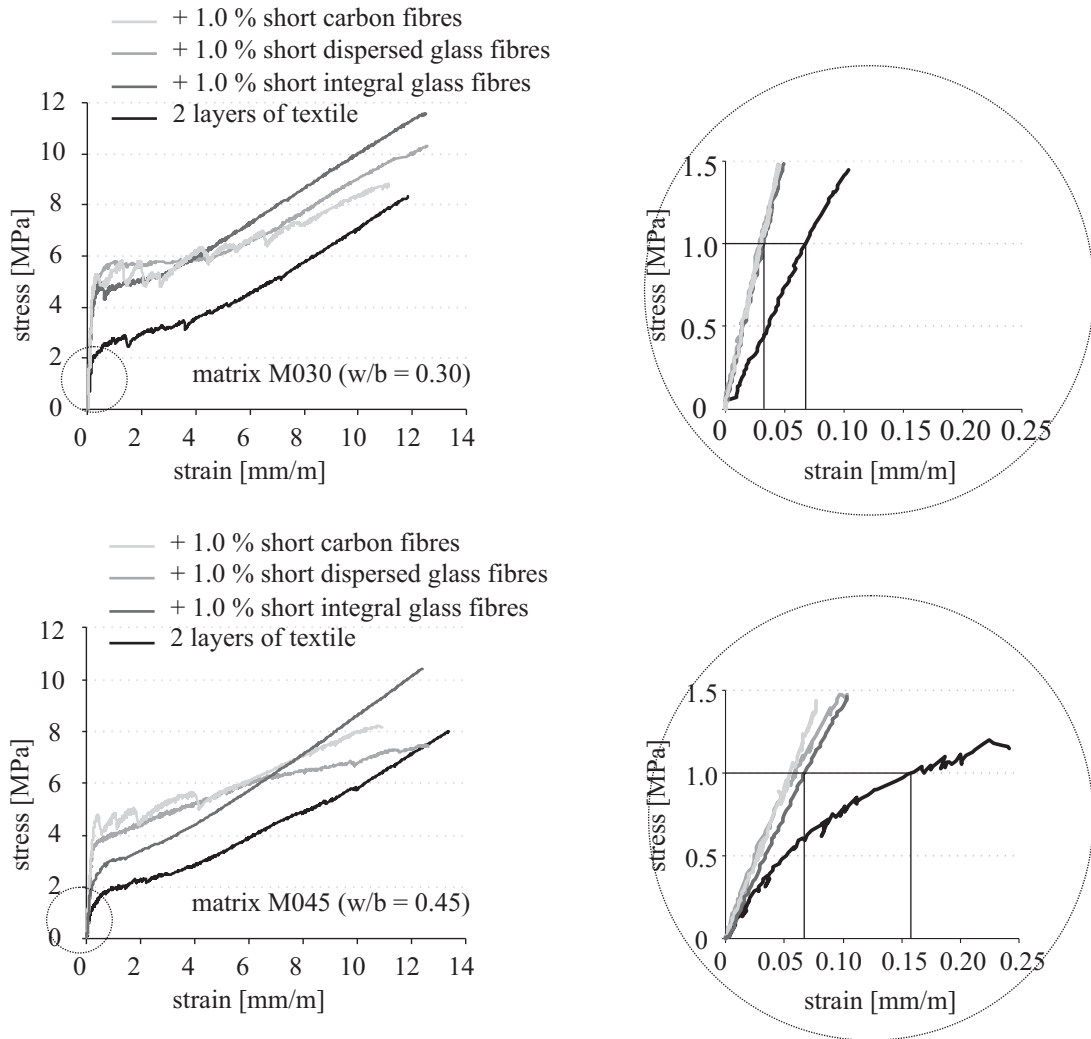 + 1.0 % short carbon fibres
+ 1.0 % short dispersed glass fibres
+ 1.0 % short integral glass fibres
2 layers of textile
12
10
8
6
4
2
0
stress [MPa]
matrix M030 (w/b = 0.30)
0 2 4 6 8 10 12 14
strain [mm/m]
1.5
1.0
0.5
0
stress [MPa]
0 0.05 0.10 0.15 0.20 0.25
strain [mm/m]
+ 1.0 % short carbon fibres
+ 1.0 % short dispersed glass fibres
+ 1.0 % short integral glass fibres
2 layers of textile
12
10
8
6
4
2
0
stress [MPa]
matrix M045 (w/b = 0.45)
0 2 4 6 8 10 12 14
strain [mm/m]
1.5
1.0
0.5
0
stress [MPa]
0 0.05 0.10 0.15 0.20 0.25
strain [mm/m]